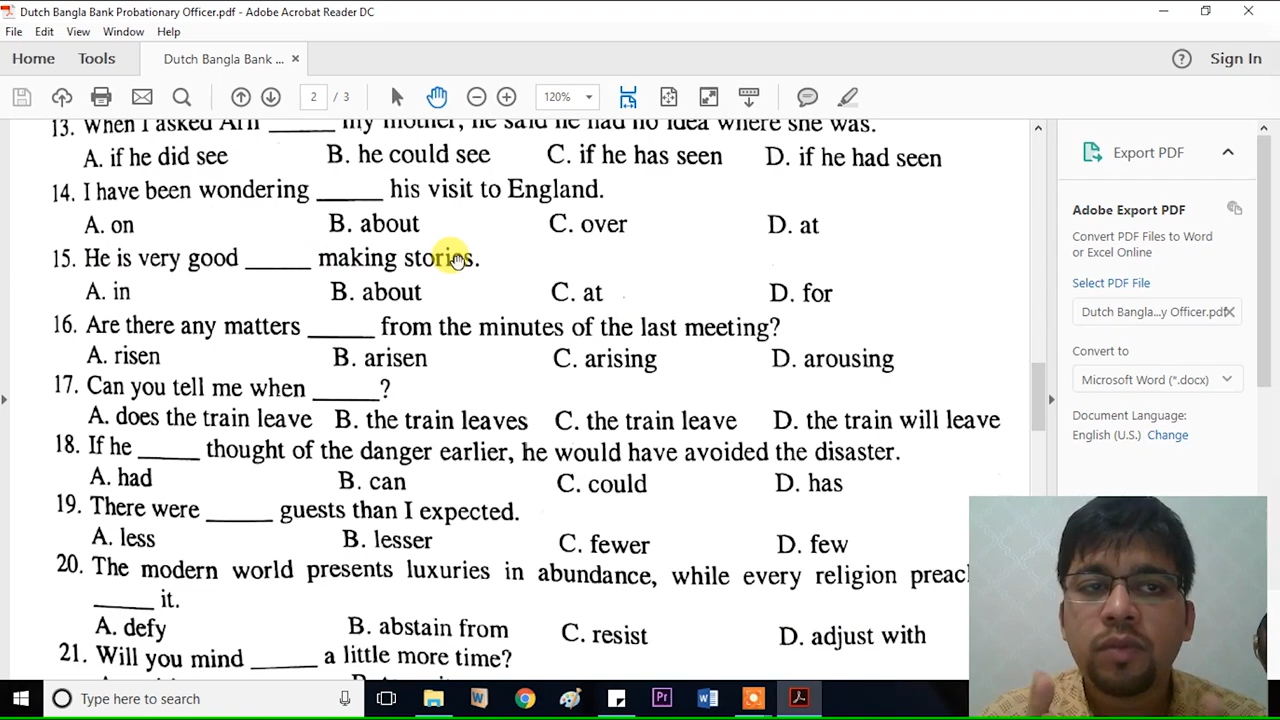 Dutch Bangla Bank Probationary Officer.pdf - Adobe Acrobat Reader DC
File Edit View Window Help
Home Tools Dutch Bangla Bank ... × Sign In
2 / 3 120%
13. When I asked Arif _____ my mother, he said he had no idea where she was.
A. if he did see B. he could see C. if he has seen D. if he had seen
14. I have been wondering _____ his visit to England.
A. on B. about C. over D. at
15. He is very good _____ making stories.
A. in B. about C. at D. for
16. Are there any matters _____ from the minutes of the last meeting?
A. risen B. arisen C. arising D. arousing
17. Can you tell me when _____ ?
A. does the train leave B. the train leaves C. the train leave D. the train will leave
18. If he _____ thought of the danger earlier, he would have avoided the disaster.
A. had B. can C. could D. has
19. There were _____ guests than I expected.
A. less B. lesser C. fewer D. few
20. The modern world presents luxuries in abundance, while every religion preac
_____ it.
A. defy B. abstain from C. resist D. adjust with
21. Will you mind _____ a little more time?
Export PDF
Adobe Export PDF
Convert PDF Files to Word
or Excel Online
Select PDF File
Dutch Bangla...y Officer.pdf
Convert to
Microsoft Word (*.docx)
Document Language:
English (U.S.) Change
Type here to search